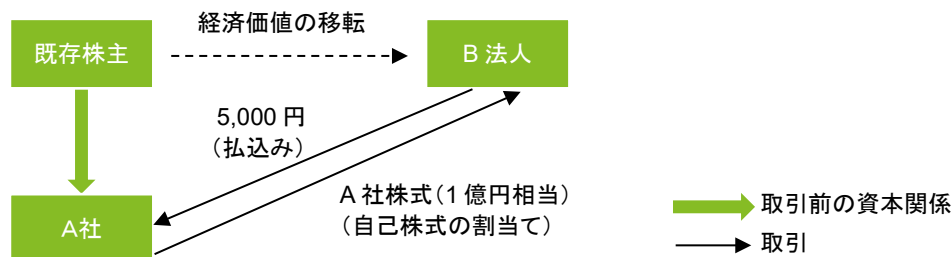 経済価値の移転
既存株主
B 法人
5,000 円
（払込み）
A 社株式（１億円相当）
（自己株式の割当て）
A社
取引前の資本関係
取引